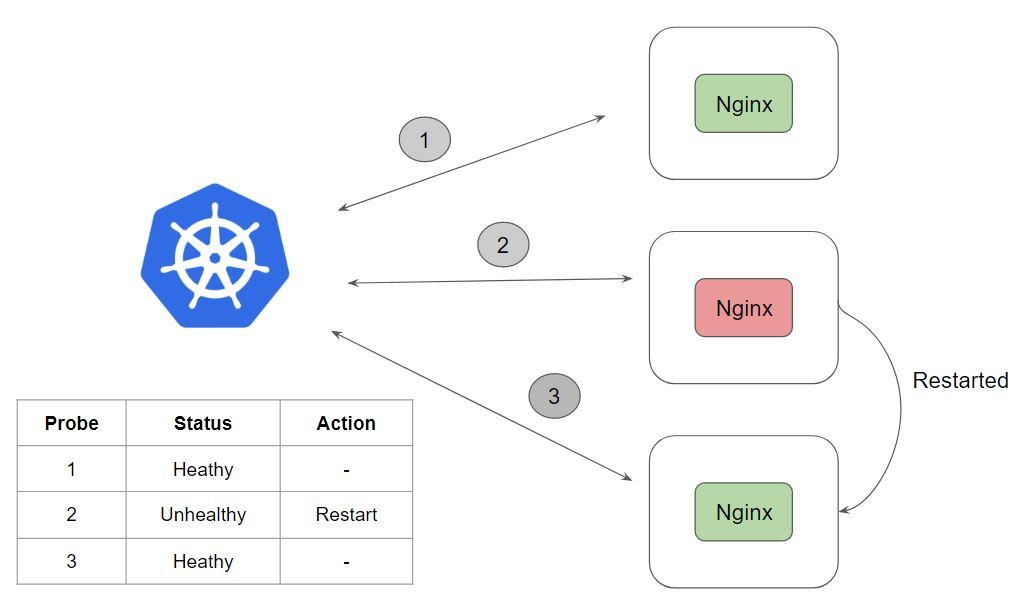 Nginx
1
2
Nginx
Restarted
3
Nginx
Probe Status Action
1 Heathy -
2 Unhealthy Restart
3 Heathy -